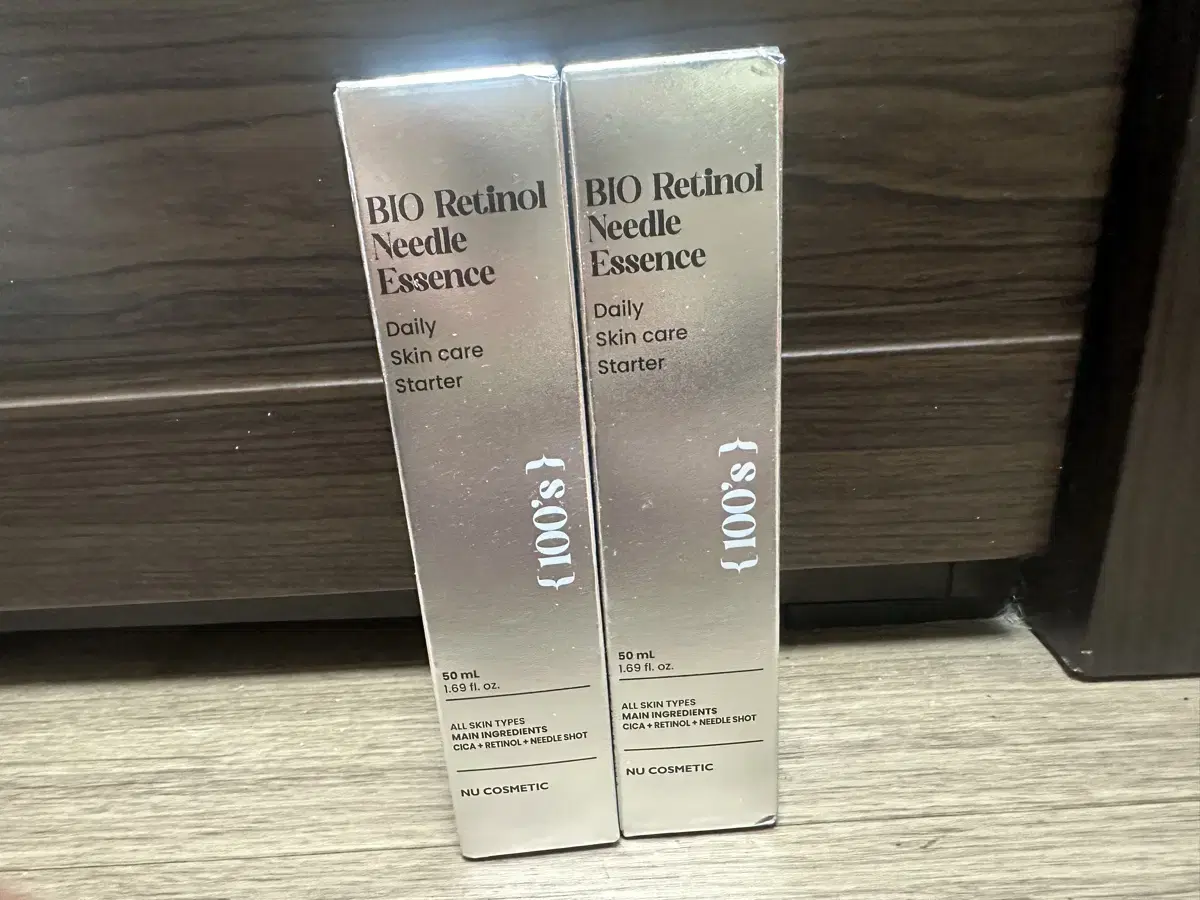 BIO Retinol
Needle
Essence
Daily
Skin care
Starter
{100's}
50 mL
1.69 fl. oz.
ALL SKIN TYPES
MAIN INGREDIENTS
CICA + RETINOL + NEEDLE SHOT
NU COSMETIC
BIO Retinol
Needle
Essence
Daily
Skin care
Starter
{100's}
50 mL
1.69 fl. oz.
ALL SKIN TYPES
MAIN INGREDIENTS
CICA + RETINOL + NEEDLE SHOT
NU COSMETIC